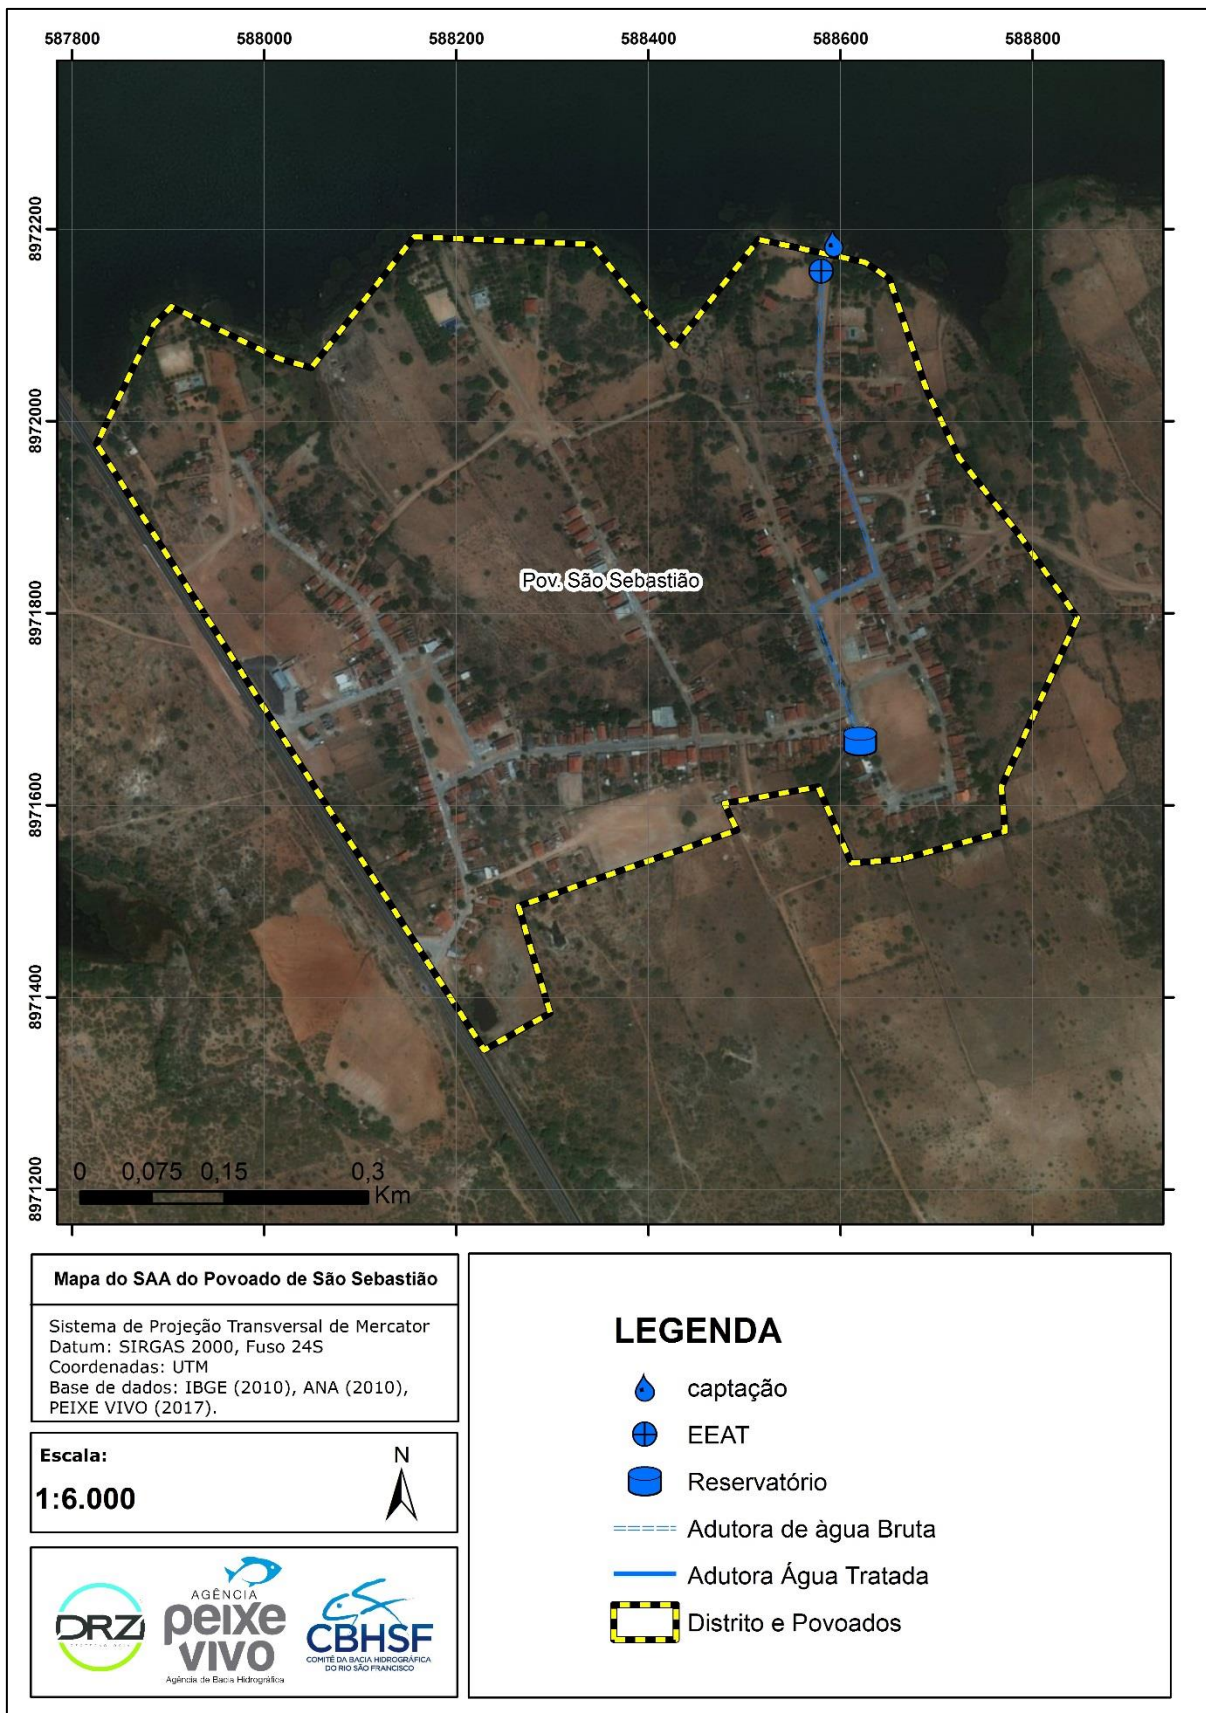 587800 588000 588200 588400 588600 588800
8972200
8972000
8971800
8971600
8971400
8971200
Pov. São Sebastião
0 0,075 0,15 0,3
Km
Mapa do SAA do Povoado de São Sebastião
Sistema de Projeção Transversal de Mercator
Datum: SIRGAS 2000, Fuso 24S
Coordenadas: UTM
Base de dados: IBGE (2010), ANA (2010),
PEIXE VIVO (2017).
Escala:
1:6.000
N
DRZ
AGÊNCIA
peixe
vivo
Agência de Bacia Hidrográfica
CBHSF
COMITÊ DA BACIA HIDROGRÁFICA
DO RIO SÃO FRANCISCO
LEGENDA
captação
EEAT
Reservatório
Adutora de àgua Bruta
Adutora Água Tratada
Distrito e Povoados